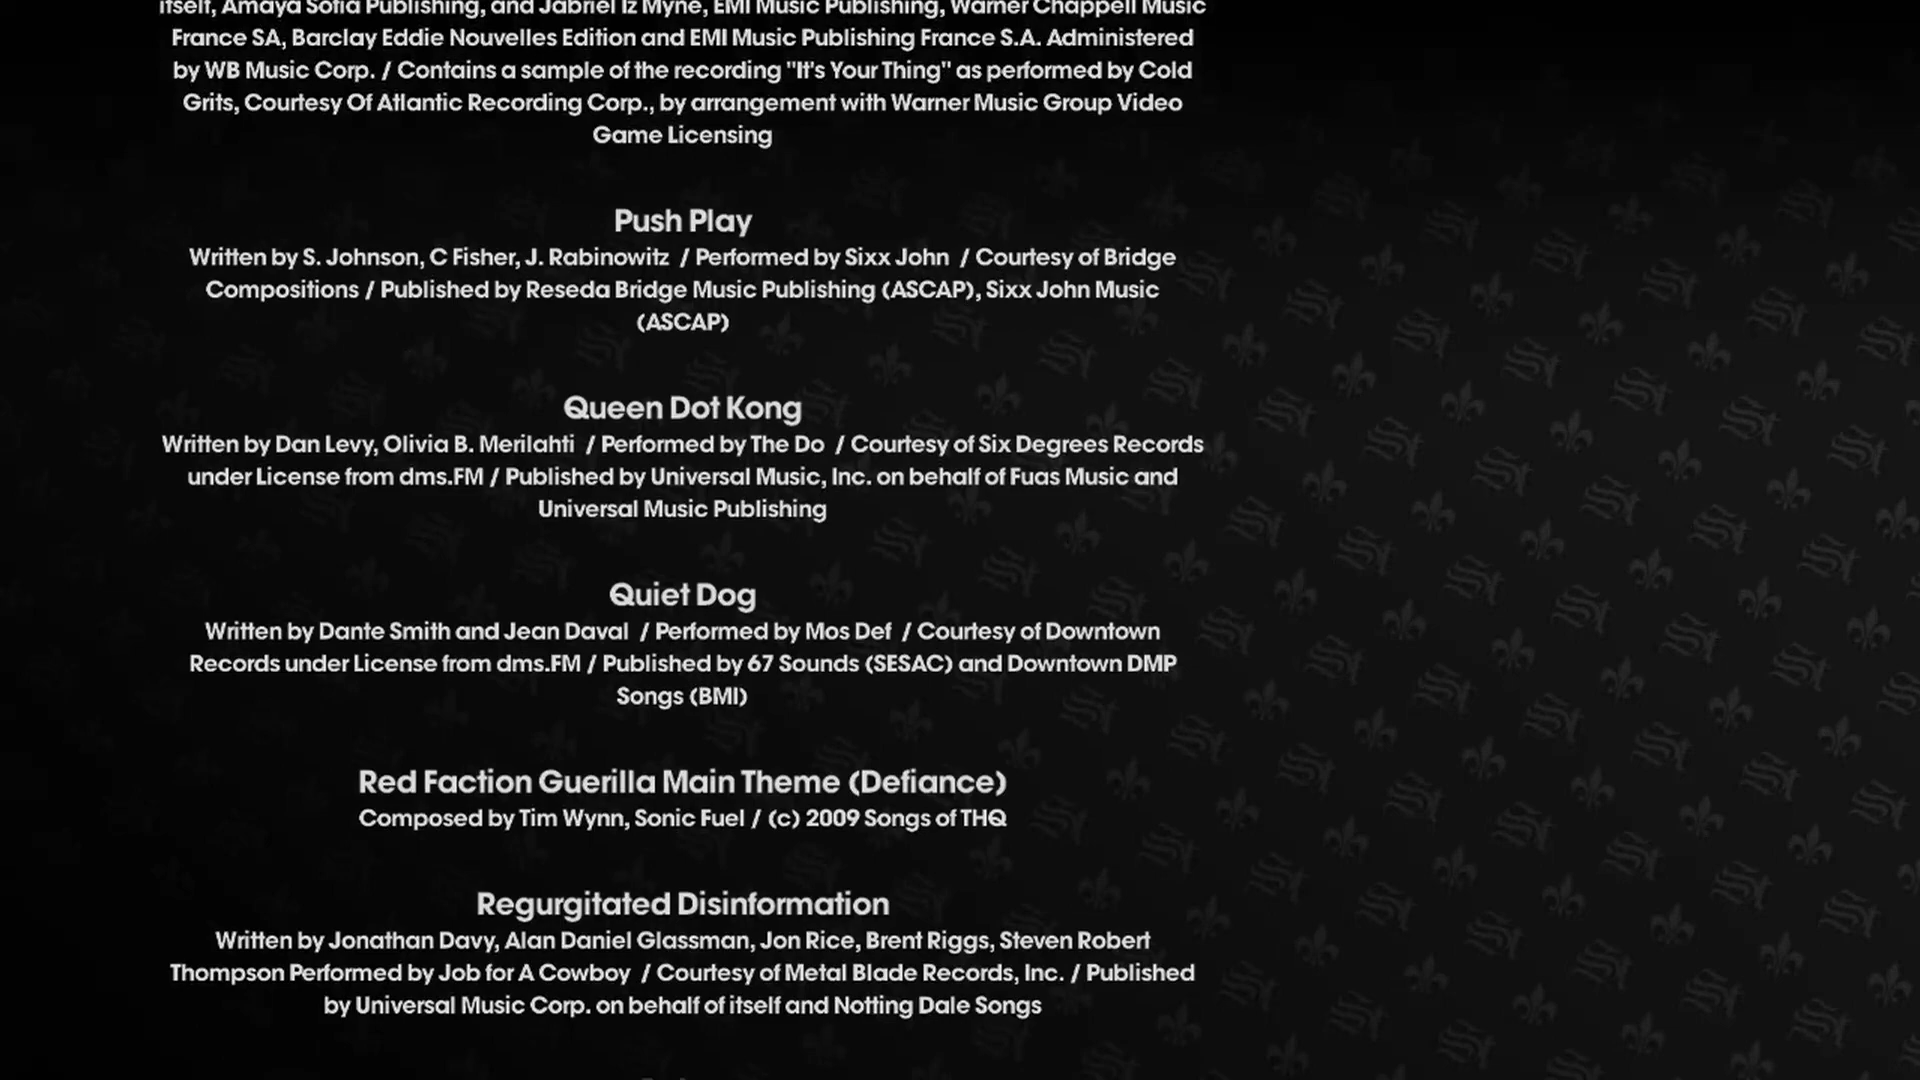 itself, Amaya Sofia Publishing, and Jabriel Iz Myne, EMI Music Publishing, Warner Chappell Music
France SA, Barclay Eddie Nouvelles Edition and EMI Music Publishing France S.A. Administered
by WB Music Corp. / Contains a sample of the recording "It's Your Thing" as performed by Cold
Grits, Courtesy Of Atlantic Recording Corp., by arrangement with Warner Music Group Video
Game Licensing
Push Play
Written by S. Johnson, C Fisher, J. Rabinowitz / Performed by Sixx John / Courtesy of Bridge
Compositions / Published by Reseda Bridge Music Publishing (ASCAP), Sixx John Music
(ASCAP)
Queen Dot Kong
Written by Dan Levy, Olivia B. Merilahti / Performed by The Do / Courtesy of Six Degrees Records
under License from dms.FM / Published by Universal Music, Inc. on behalf of Fuas Music and
Universal Music Publishing
Quiet Dog
Written by Dante Smith and Jean Daval / Performed by Mos Def / Courtesy of Downtown
Records under License from dms.FM / Published by 67 Sounds (SESAC) and Downtown DMP
Songs (BMI)
Red Faction Guerilla Main Theme (Defiance)
Composed by Tim Wynn, Sonic Fuel / (c) 2009 Songs of THQ
Regurgitated Disinformation
Written by Jonathan Davy, Alan Daniel Glassman, Jon Rice, Brent Riggs, Steven Robert
Thompson Performed by Job for A Cowboy / Courtesy of Metal Blade Records, Inc. / Published
by Universal Music Corp. on behalf of itself and Notting Dale Songs